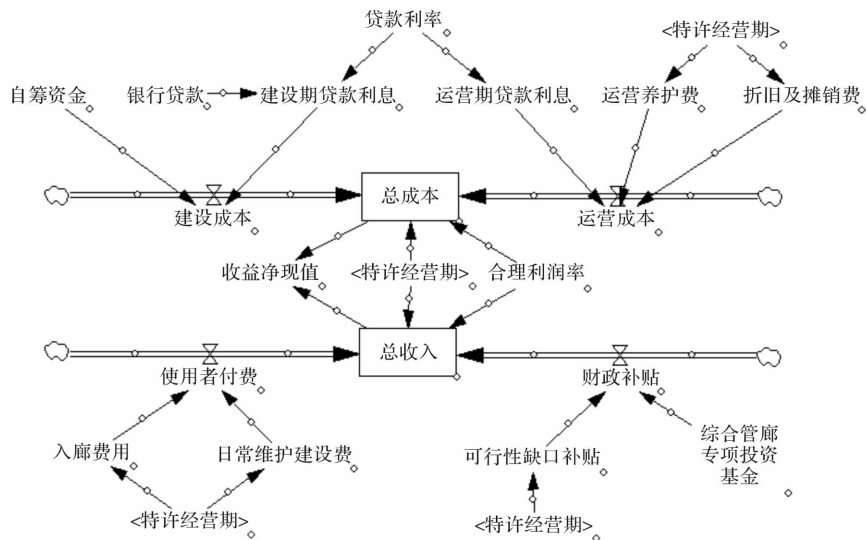 贷款利率
<特许经营期>
自筹资金
银行贷款
建设期贷款利息
运营期贷款利息
运营养护费
折旧及摊销费
总成本
建设成本
运营成本
收益净现值
<特许经营期>
合理利润率
总收入
使用者付费
财政补贴
入廊费用
日常维护建设费
可行性缺口补贴
综合管廊
专项投资
基金
<特许经营期>
<特许经营期>